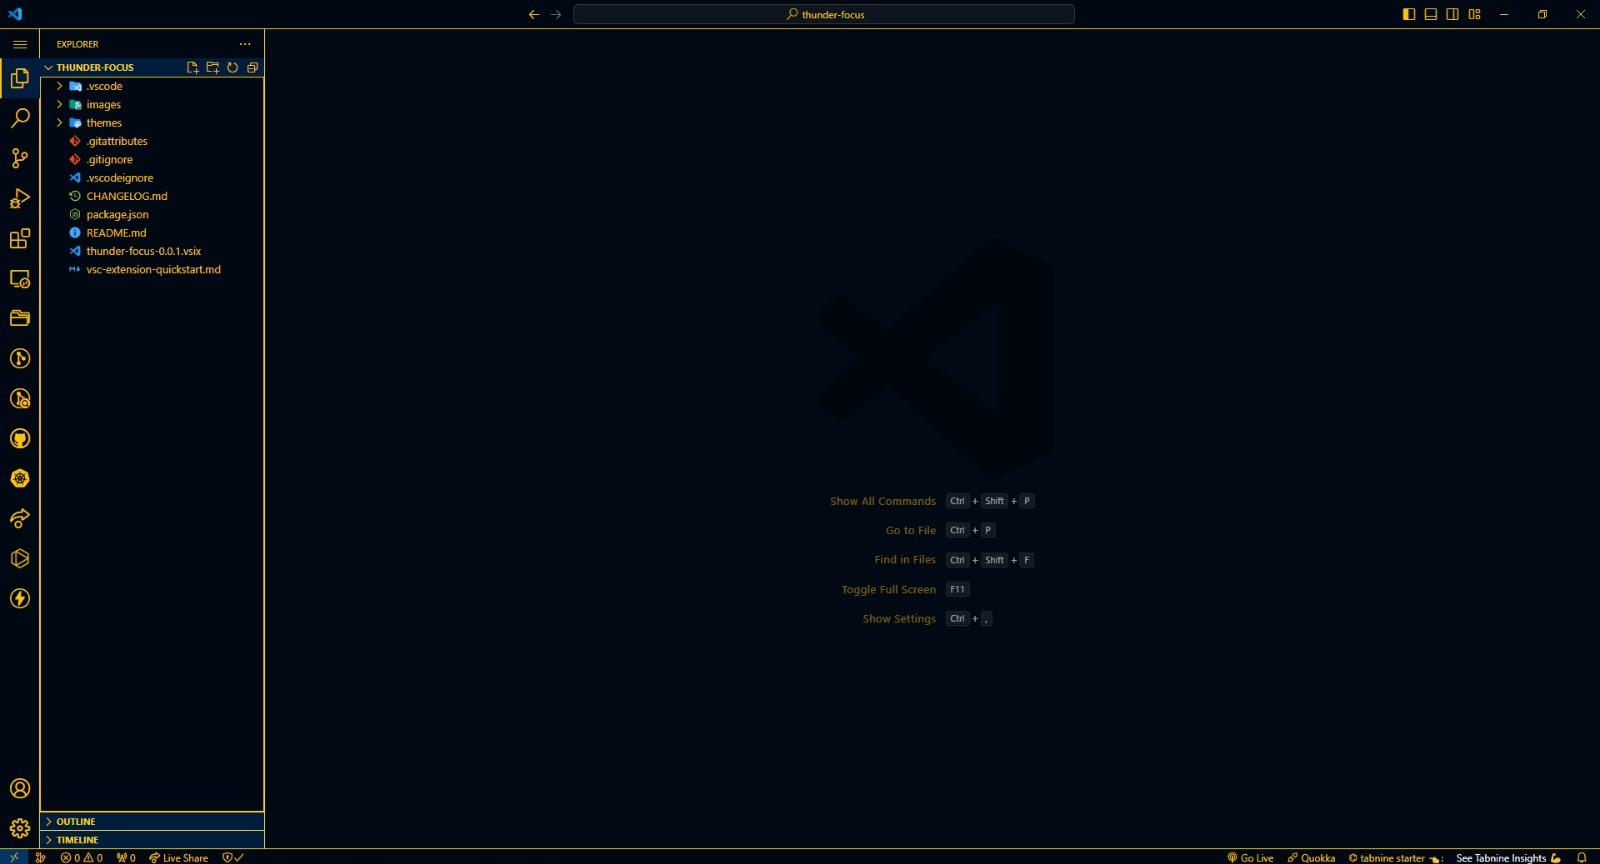 thunder-focus
EXPLORER
THUNDER-FOCUS
.vscode
images
themes
.gitattributes
.gitignore
.vscodeignore
CHANGELOG.md
package.json
README.md
thunder-focus-0.0.1.vsix
vsc-extension-quickstart.md
Show All Commands Ctrl + Shift + P
Go to File Ctrl + P
Find in Files Ctrl + Shift + F
Toggle Full Screen F11
Show Settings Ctrl + ,
OUTLINE
TIMELINE
0 0 0 Live Share Go Live Quokka tabnine starter : See Tabnine Insights